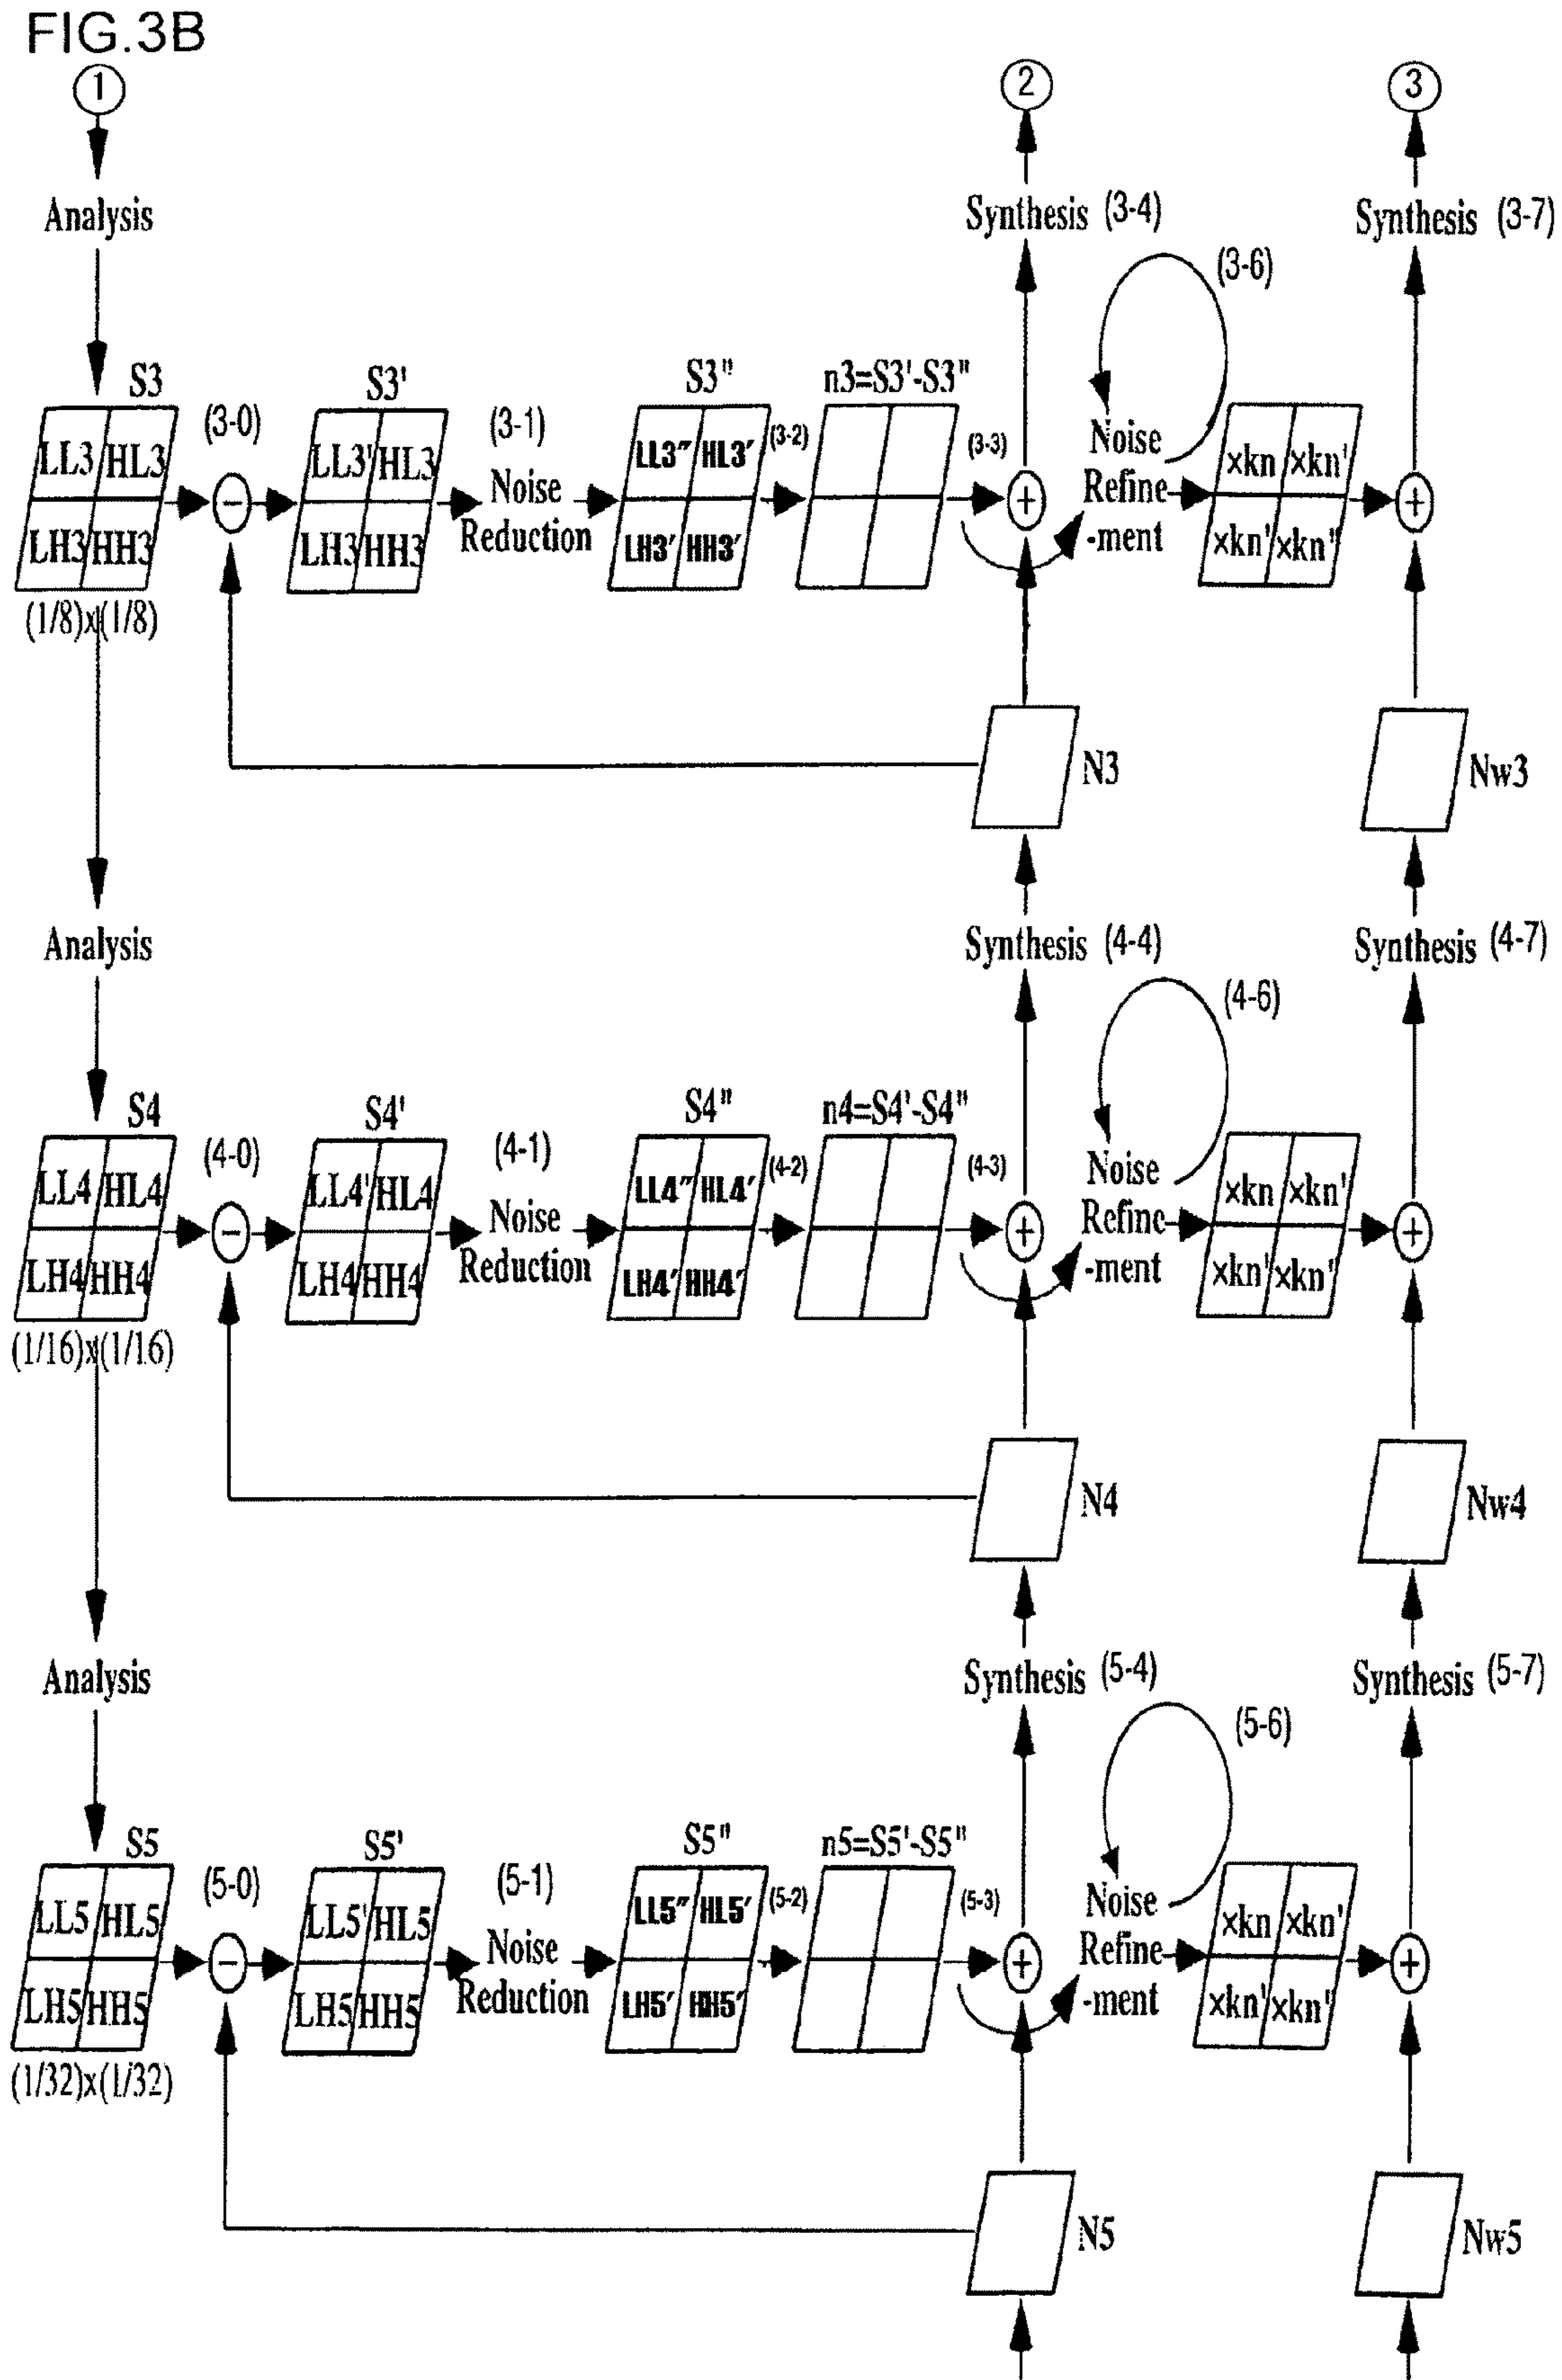 FIG.3B
1 2 3
Analysis Synthesis (3-4) Synthesis (3-7)
(3-6)
S3 S3' S3" n3=S3'-S3"
(3-0) (3-1) (3-2) (3-3)
LL3 HL3 LL3' HL3 Noise LL3" HL3' Noise ×kn ×kn'
− Reduction + Refine +
LH3 HH3 LH3 HH3 LH3' HH3' -ment ×kn' ×kn"
(1/8)x(1/8)
N3 Nw3
Analysis Synthesis (4-4) Synthesis (4-7)
(4-6)
S4 S4' S4" n4=S4'-S4"
(4-0) (4-1) (4-2) (4-3)
LL4 HL4 LL4' HL4 Noise LL4" HL4' Noise ×kn ×kn'
− Reduction + Refine +
LH4 HH4 LH4 HH4 LH4' HH4' -ment ×kn' ×kn"
(1/16)x(1/16)
N4 Nw4
Analysis Synthesis (5-4) Synthesis (5-7)
(5-6)
S5 S5' S5" n5=S5'-S5"
(5-0) (5-1) (5-2) (5-3)
LL5 HL5 LL5' HL5 Noise LL5" HL5' Noise ×kn ×kn'
− Reduction + Refine +
LH5 HH5 LH5 HH5 LH5' HH5' -ment ×kn' ×kn"
(1/32)x(1/32)
N5 Nw5